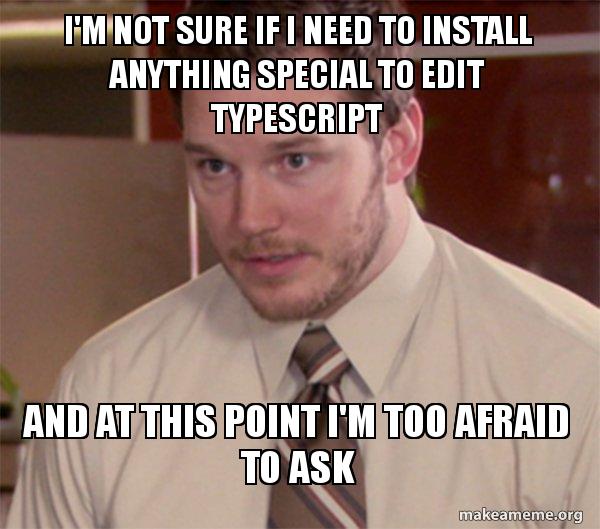 I'M NOT SURE IF I NEED TO INSTALL
ANYTHING SPECIAL TO EDIT
TYPESCRIPT
AND AT THIS POINT I'M TOO AFRAID
TO ASK
makeameme.org